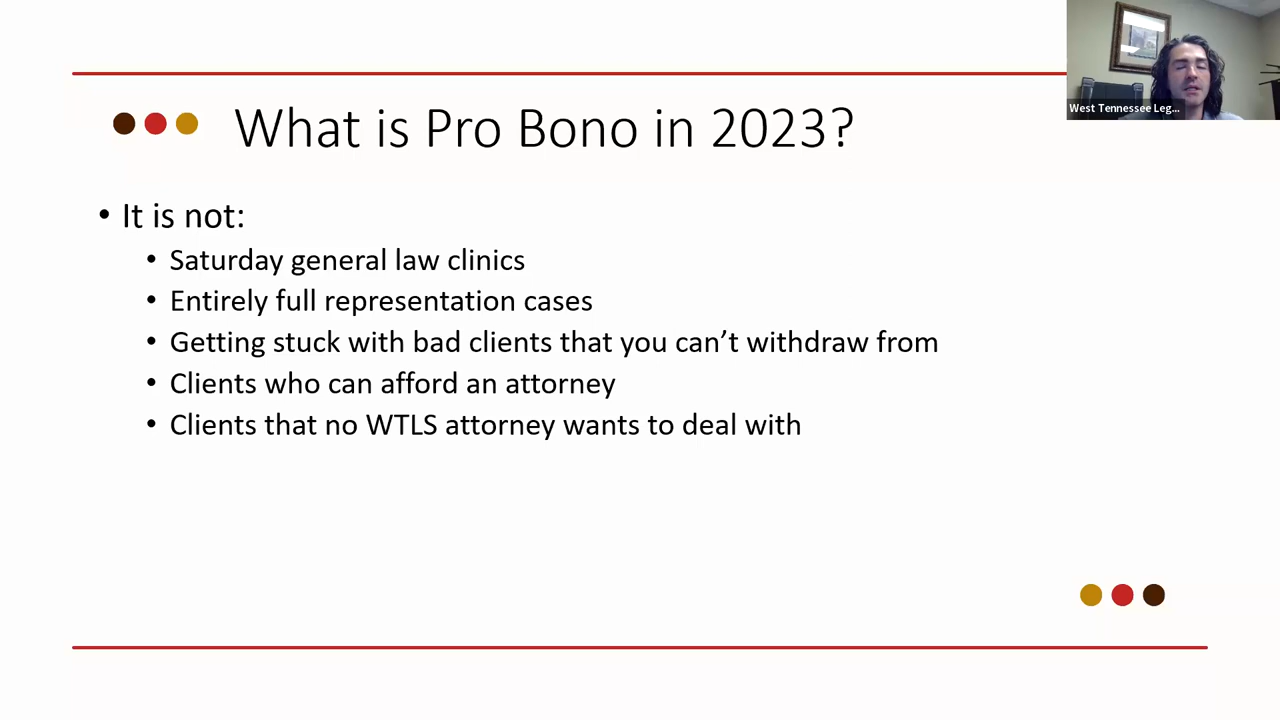 What is Pro Bono in 2023?
• It is not:
• Saturday general law clinics
• Entirely full representation cases
• Getting stuck with bad clients that you can’t withdraw from
• Clients who can afford an attorney
• Clients that no WTLS attorney wants to deal with
West Tennessee Leg...